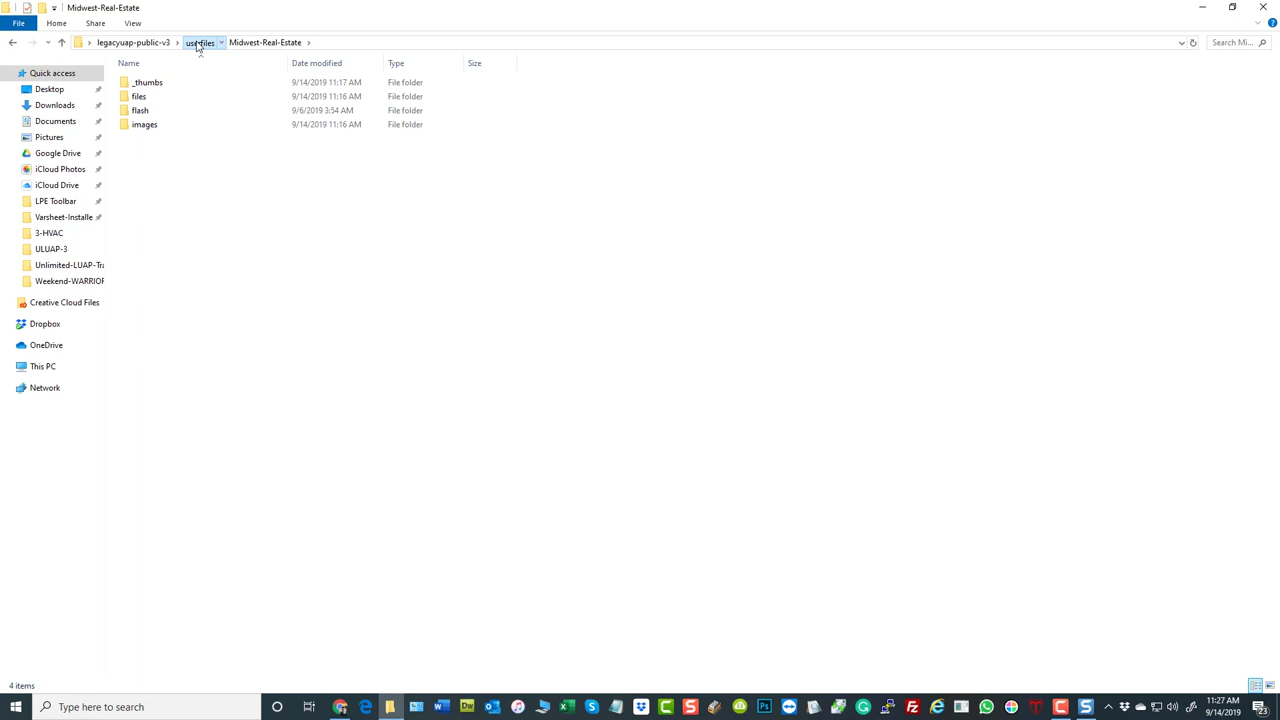 Midwest-Real-Estate
File Home Share View
legacyuap-public-v3 userfiles Midwest-Real-Estate Search Mi...
Name Date modified Type Size
Quick access
Desktop
Downloads
Documents
Pictures
Google Drive
iCloud Photos
iCloud Drive
LPE Toolbar
Varsheet-Installe
3-HVAC
ULUAP-3
Unlimited-LUAP-Tra
Weekend-WARRIOR
Creative Cloud Files
Dropbox
OneDrive
This PC
Network
_thumbs 9/14/2019 11:17 AM File folder
files 9/14/2019 11:16 AM File folder
flash 9/6/2019 3:54 AM File folder
images 9/14/2019 11:16 AM File folder
4 items
Type here to search
11:27 AM
9/14/2019
23